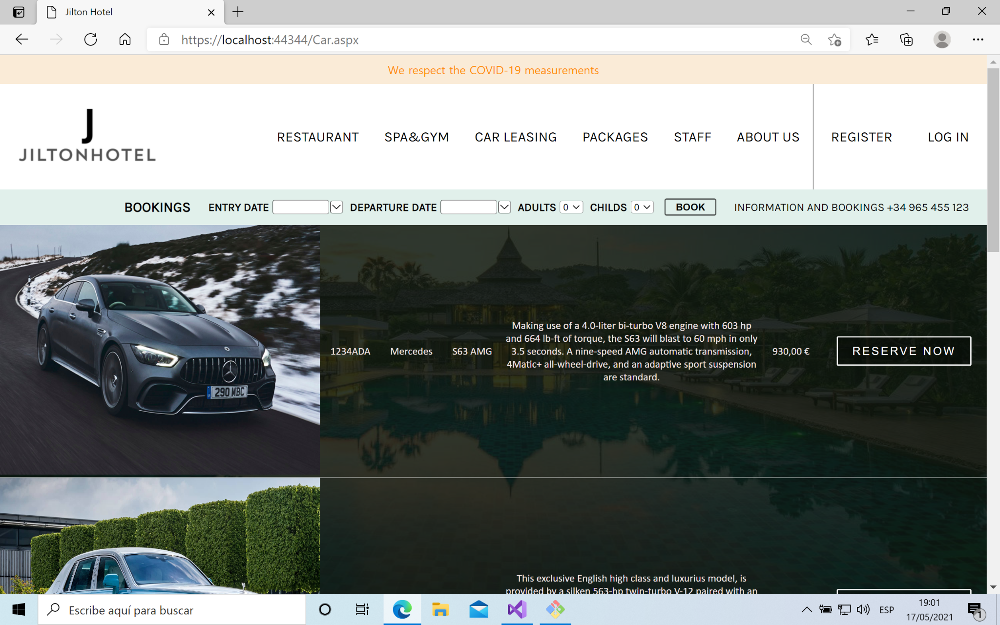 Jilton Hotel
https://localhost:44344/Car.aspx
We respect the COVID-19 measurements
J
JILTONHOTEL
RESTAURANT SPA&GYM CAR LEASING PACKAGES STAFF ABOUT US REGISTER LOG IN
BOOKINGS ENTRY DATE DEPARTURE DATE ADULTS 0 CHILDS 0 BOOK INFORMATION AND BOOKINGS +34 965 455 123
290 MBC
1234ADA Mercedes S63 AMG
Making use of a 4.0-liter bi-turbo V8 engine with 603 hp
and 664 lb-ft of torque, the S63 will blast to 60 mph in only
3.5 seconds. A nine-speed AMG automatic transmission,
4Matic+ all-wheel-drive, and an adaptive sport suspension
are standard.
930,00 €
RESERVE NOW
This exclusive English high class and luxurius model, is
provided by a silken 563-hp twin-turbo V-12 paired with an
Escribe aquí para buscar
ESP
19:01
17/05/2021
1